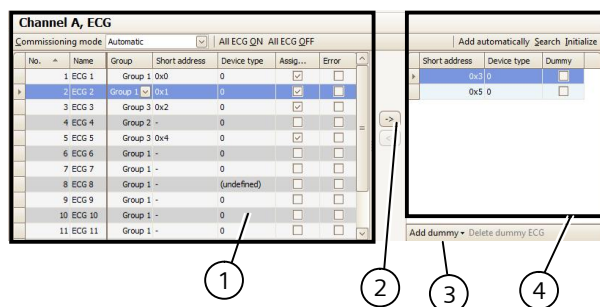 Channel A, ECG
Commissioning mode Automatic All ECG ON All ECG OFF
Add automatically Search Initialize
No. Name Group Short address Device type Assig... Error
1 ECG 1 Group 1 0x0 0
2 ECG 2 Group 1 0x1 0
3 ECG 3 Group 3 0x2 0
4 ECG 4 Group 2 - 0
5 ECG 5 Group 3 0x4 0
6 ECG 6 Group 1 - 0
7 ECG 7 Group 1 - 0
8 ECG 8 Group 1 - (undefined)
9 ECG 9 Group 1 - 0
10 ECG 10 Group 1 - 0
11 ECG 11 Group 1 - 0
->
<
Short address Device type Dummy
0x3 0
0x5 0
Add dummy Delete dummy ECG
1
2
3
4